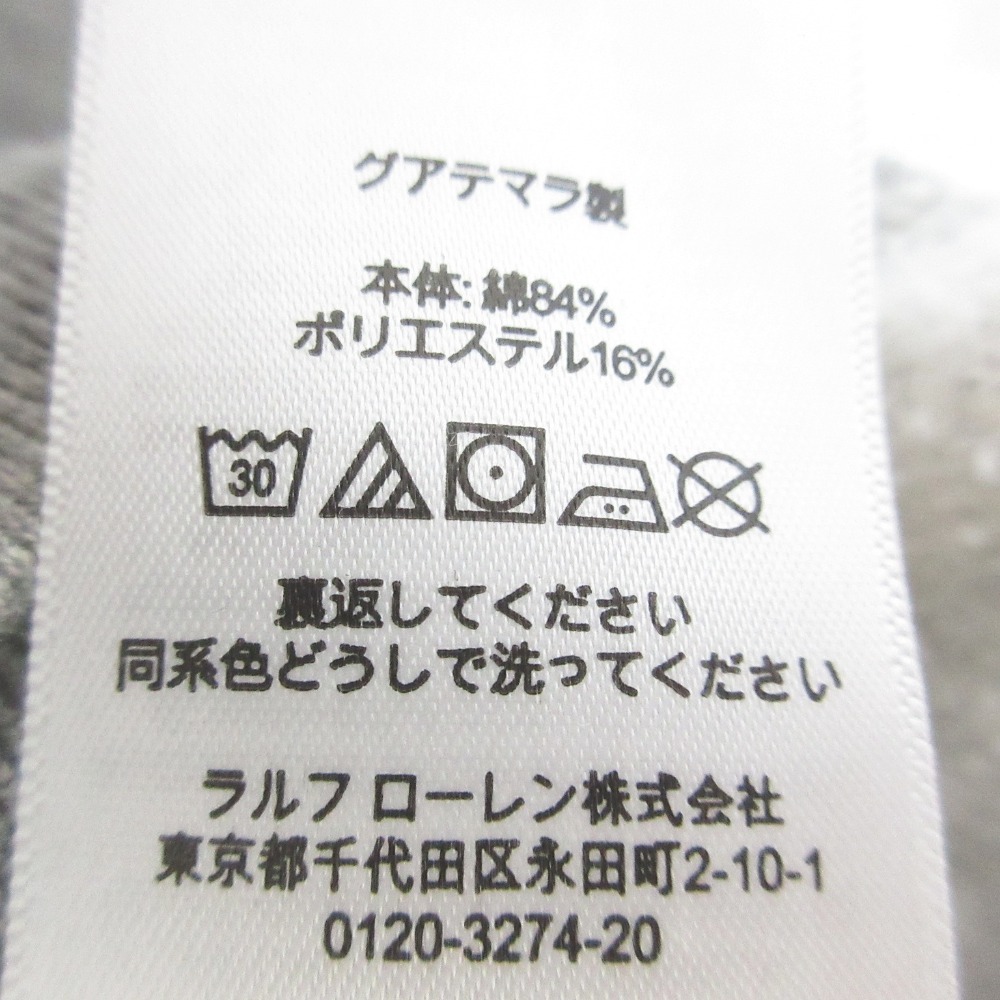 グアテマラ製
本体: 綿84%
ポリエステル16%
30
裏返してください
同系色どうしで洗ってください
ラルフ ローレン株式会社
東京都千代田区永田町2-10-1
0120-3274-20